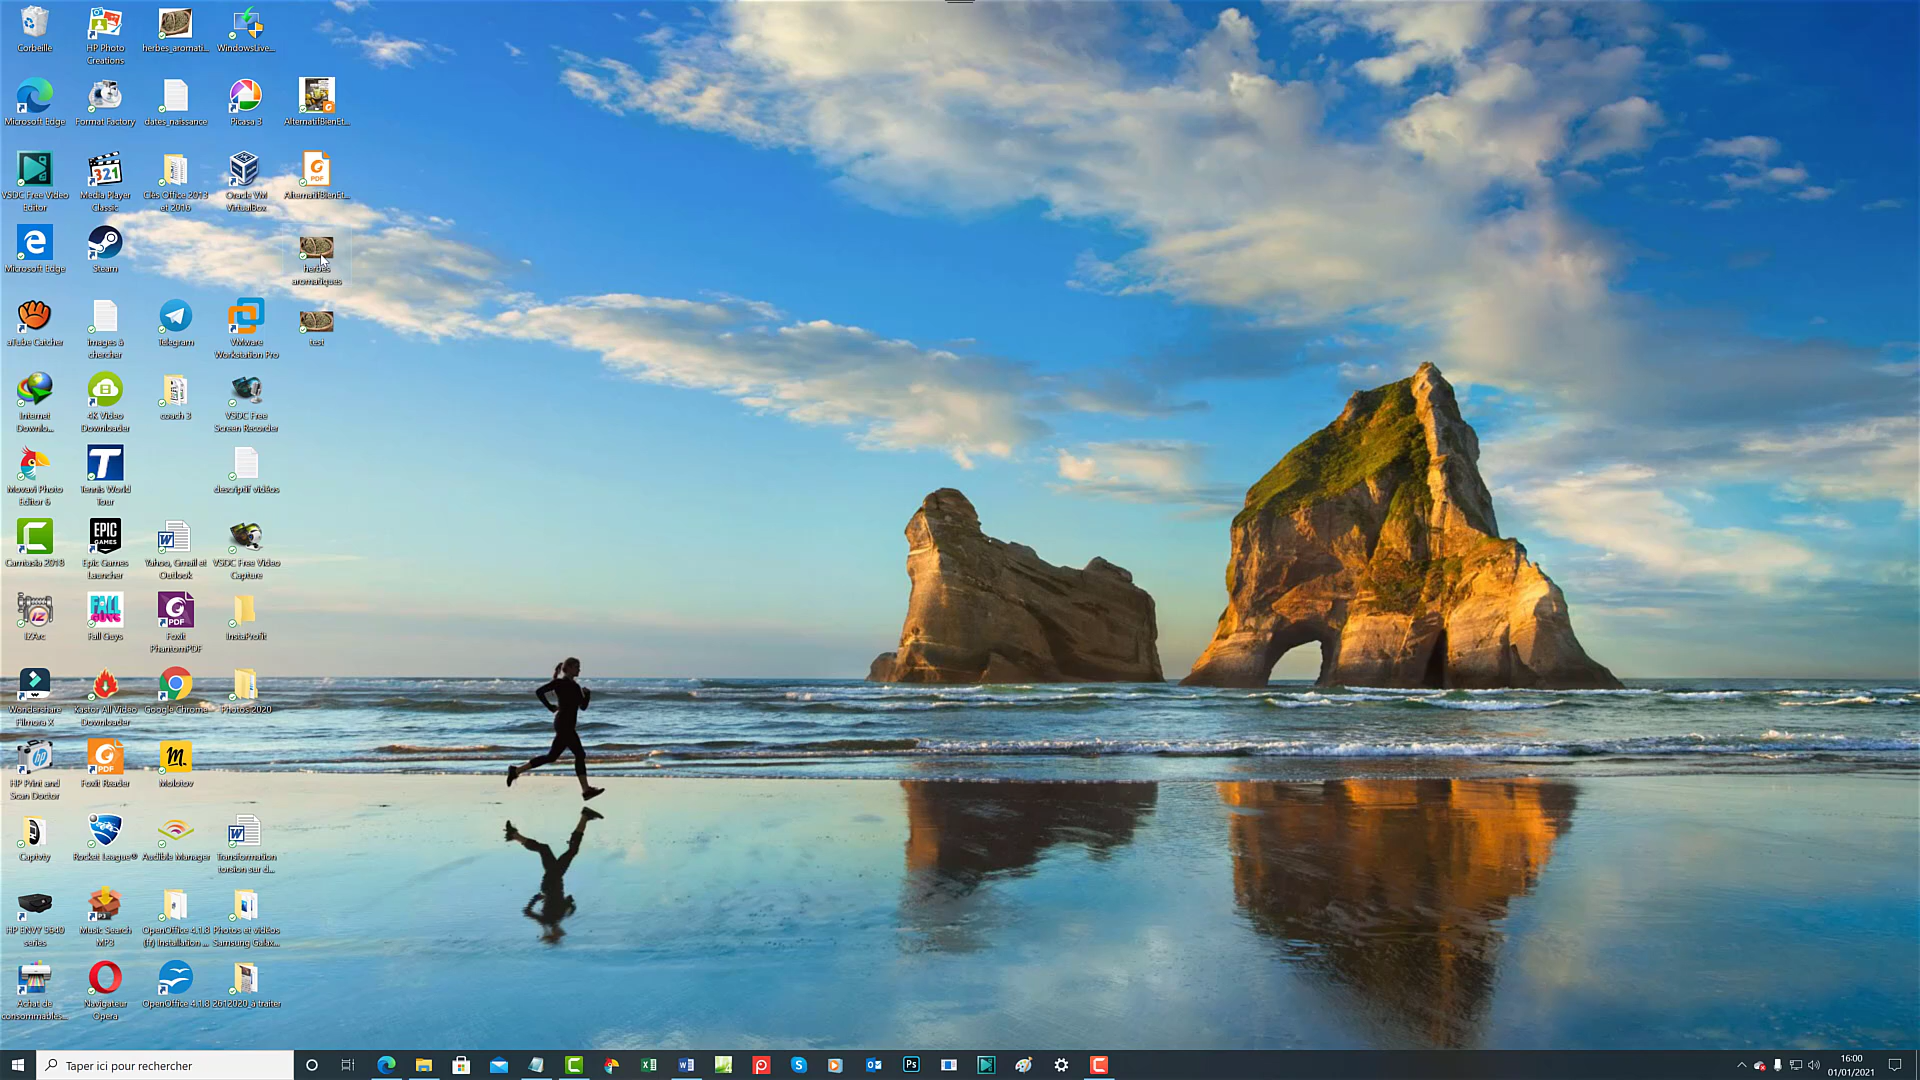 Corbeille
HP Photo
Creations
herbes_aromati...
WindowsLive...
Microsoft Edge
Format Factory
dates_naissance
Picasa 3
AlternatifBienEt...
VSDC Free Video
Editor
Media Player
Classic
Clés Office 2013
et 2016
Oracle VM
VirtualBox
AlternatifBienEt...
Microsoft Edge
Steam
herbes
aromatiques
aTube Catcher
images à
chercher
Telegram
VMware
Workstation Pro
test
Internet
Downlo...
4K Video
Downloader
coach 3
VSDC Free
Screen Recorder
Movavi Photo
Editor 6
Tennis World
Tour
descriptif vidéos
Camtasia 2018
Epic Games
Launcher
Yahoo, Gmail et
Outlook
VSDC Free Video
Capture
IZArc
Fall Guys
Foxit
PhantomPDF
InstaProfit
Wondershare
Filmora X
Xastor All Video
Downloader
Google Chrome
Photos 2020
HP Print and
Scan Doctor
Foxit Reader
Molotov
Captvty
Rocket League®
Audible Manager
Transformation
torsion sur d...
HP ENVY 5640
series
Music Search
MP3
OpenOffice 4.1.8
(fr) Installation ...
Photos et vidéos
Samsung Galax...
Achat de
consommables...
Navigateur
Opera
OpenOffice 4.1.8
2612020_à traiter
Taper ici pour rechercher
16:00
01/01/2021